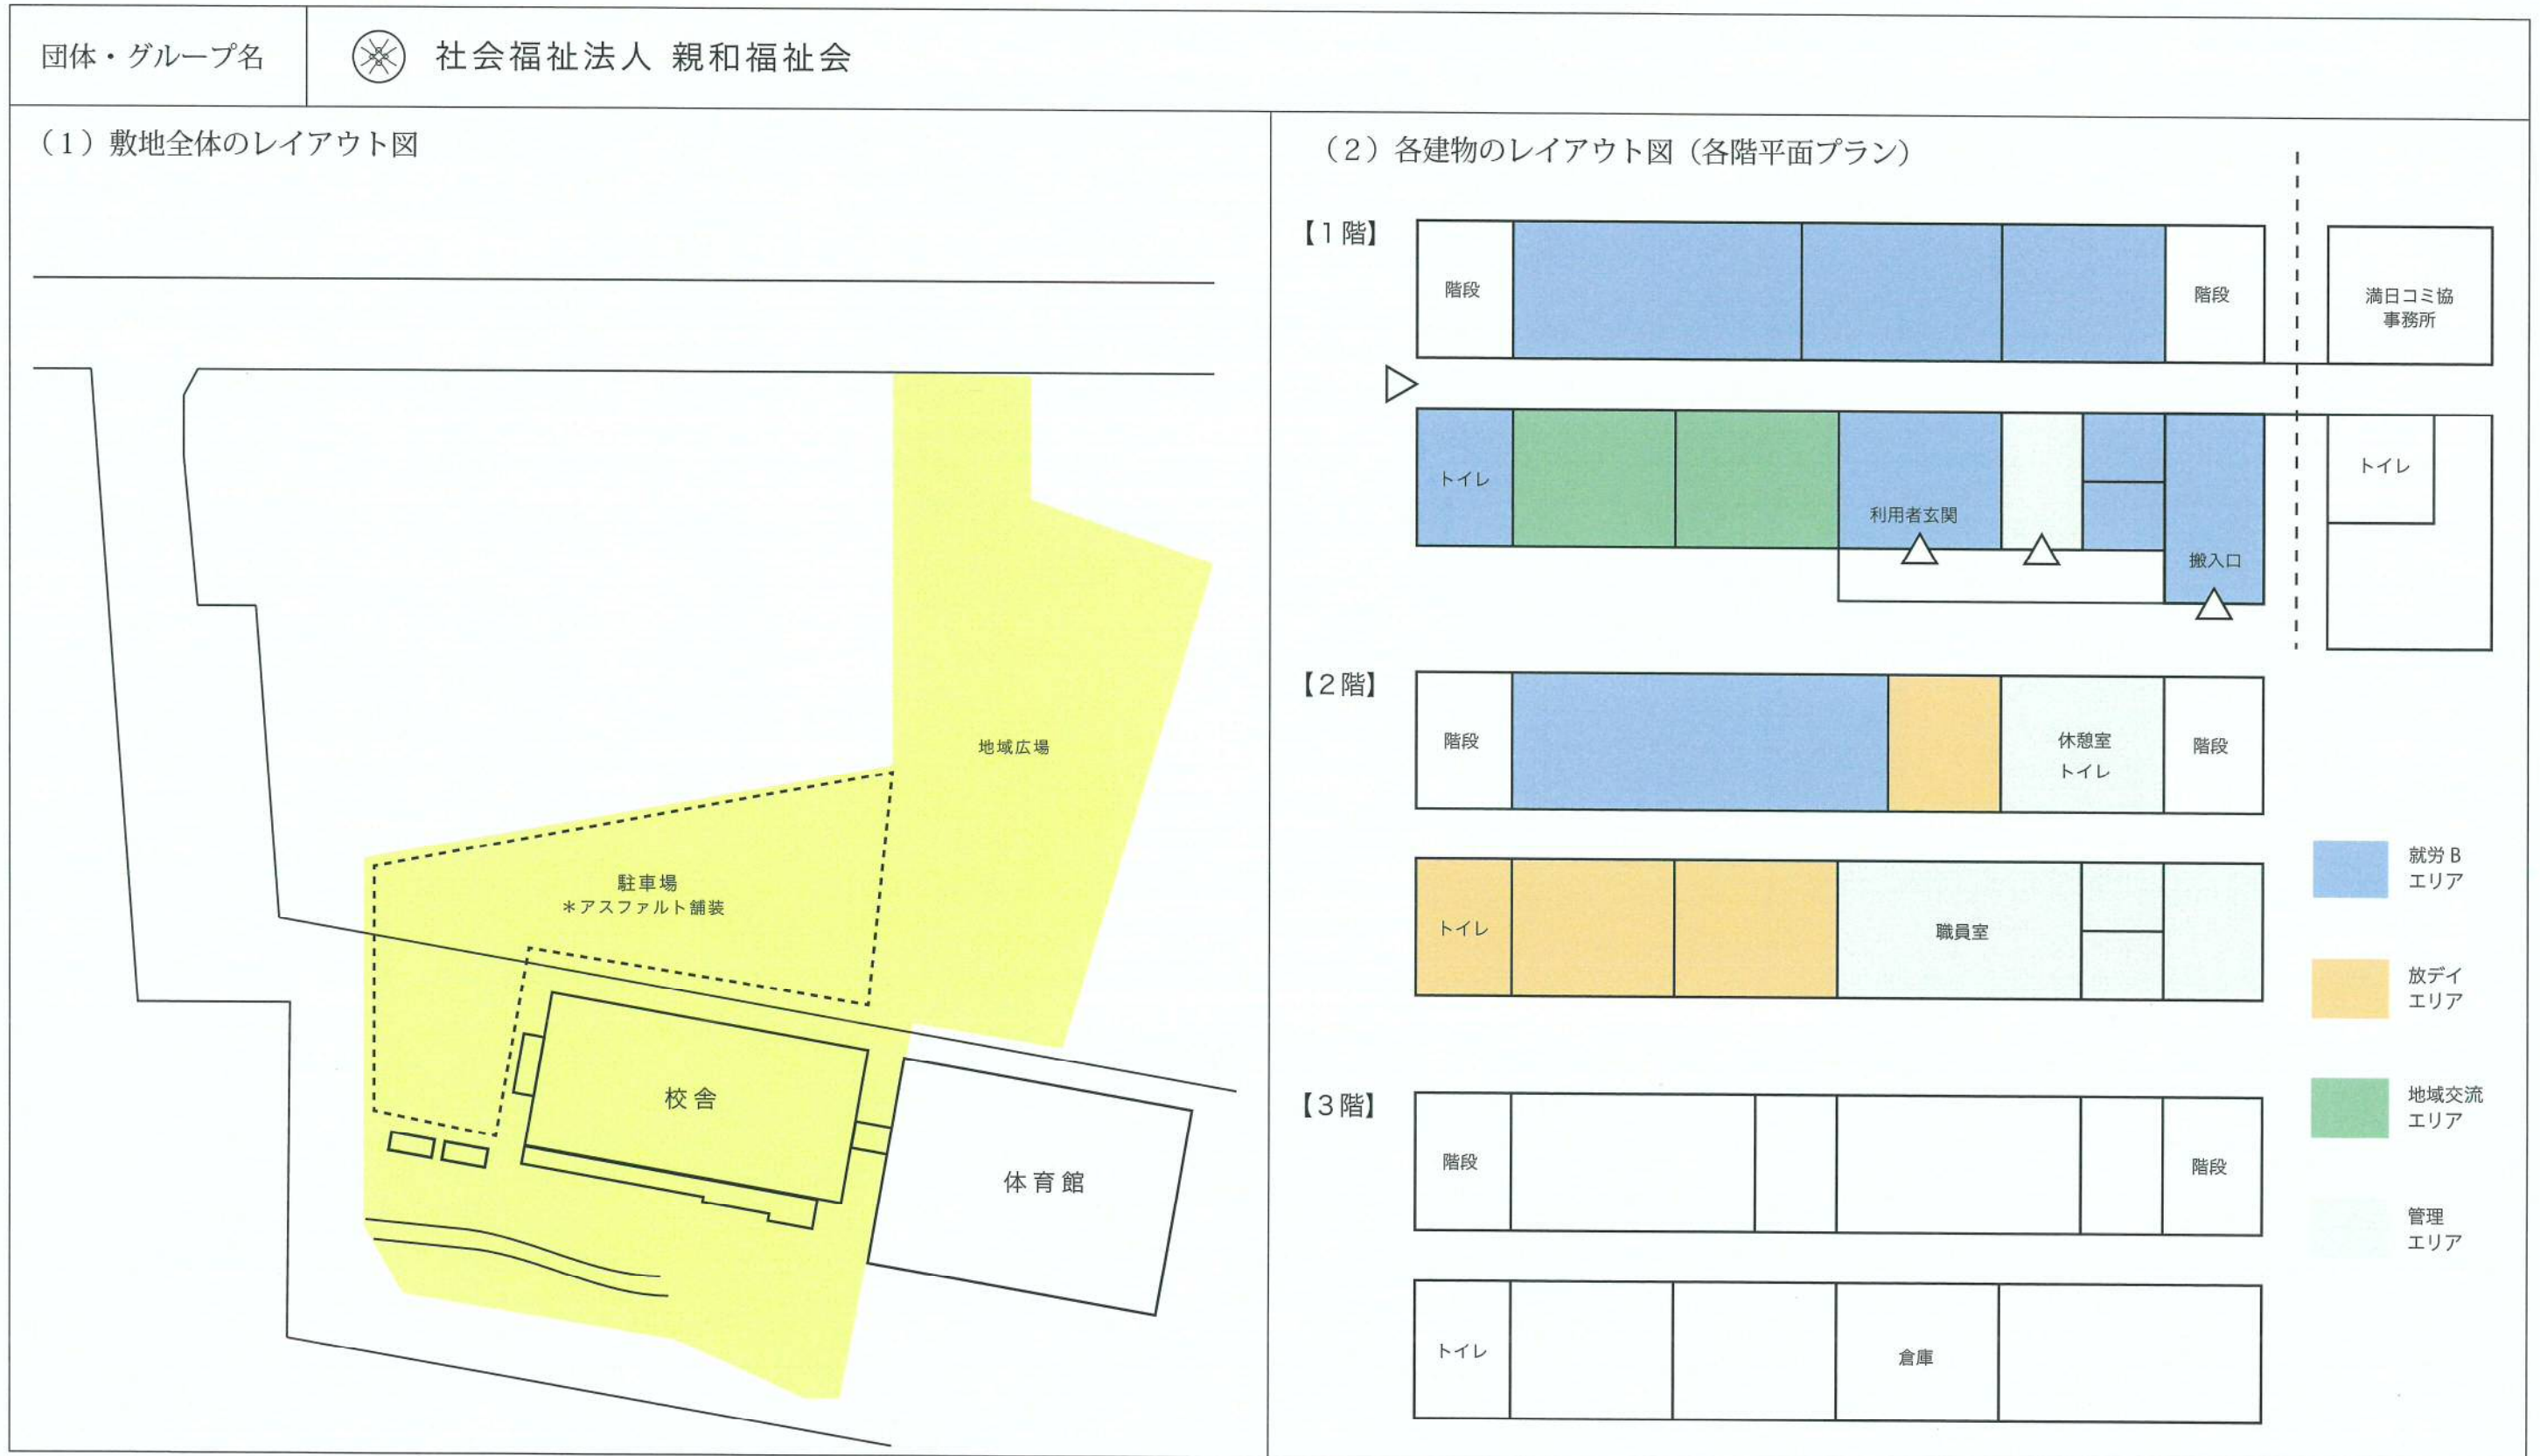 団体・グループ名
社会福祉法人 親和福祉会
（1）敷地全体のレイアウト図
地域広場
駐車場
＊アスファルト舗装
校舎
体育館
（2）各建物のレイアウト図（各階平面プラン）
【1階】
階段
階段
満日コミ協
事務所
トイレ
利用者玄関
搬入口
トイレ
【2階】
階段
休憩室
トイレ
階段
トイレ
職員室
【3階】
階段
階段
トイレ
倉庫
就労B
エリア
放デイ
エリア
地域交流
エリア
管理
エリア